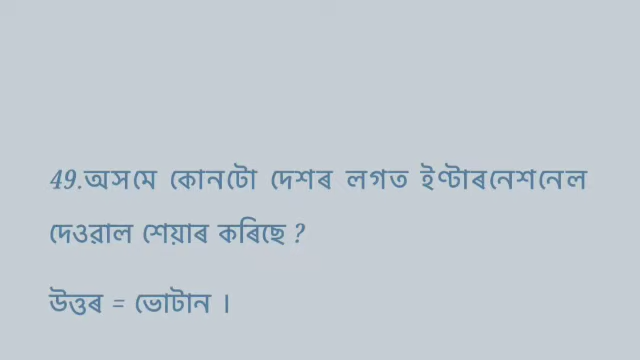 49.অসমে কোনটো দেশৰ লগত ইণ্টাৰনেশনেল
দেওৱাল শেয়াৰ কৰিছে ?
উত্তৰ = ভোটান ।